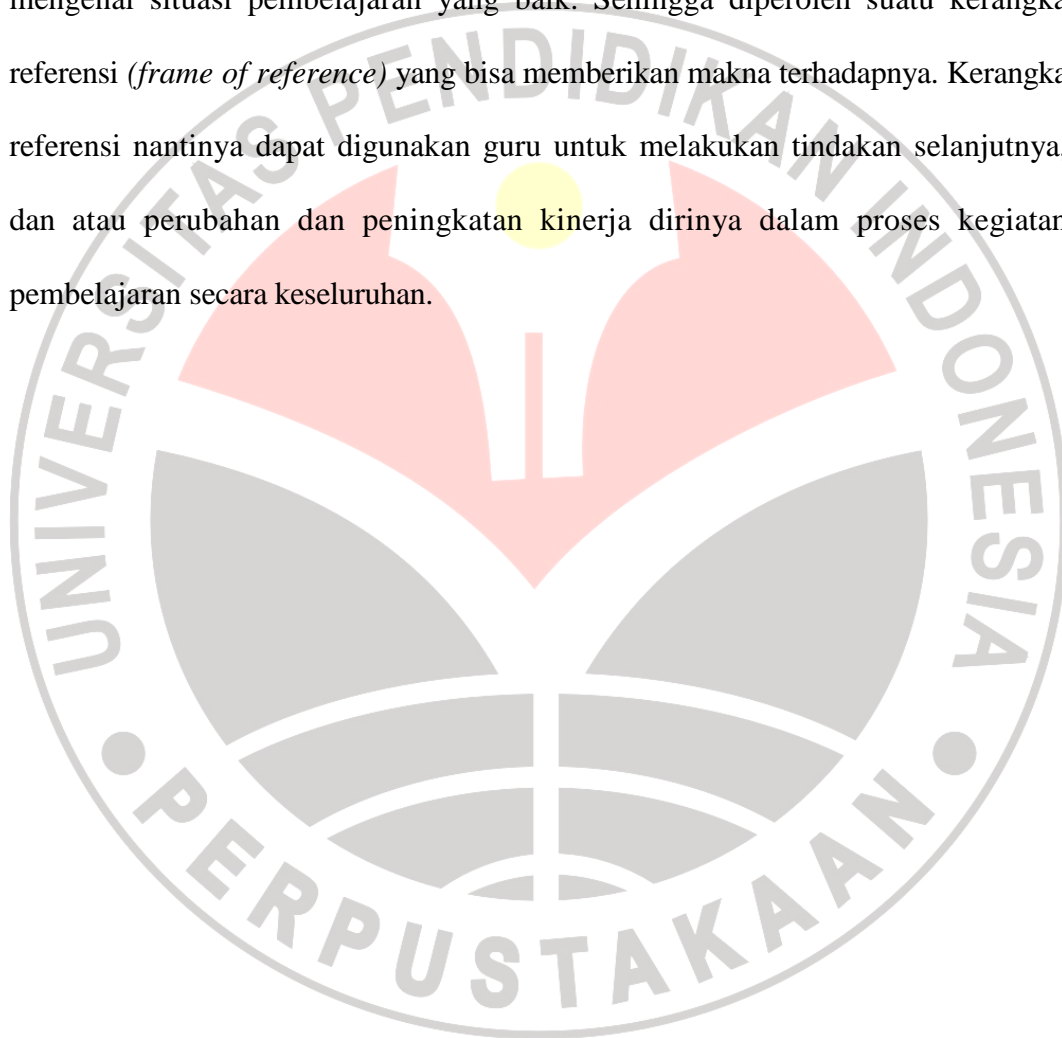 mengenai situasi pembelajaran yang baik. Sehingga diperoleh suatu kerangka
referensi (frame of reference) yang bisa memberikan makna terhadapnya. Kerangka
referensi nantinya dapat digunakan guru untuk melakukan tindakan selanjutnya,
dan atau perubahan dan peningkatan kinerja dirinya dalam proses kegiatan
pembelajaran secara keseluruhan.
UNIVERSITAS PENDIDIKAN INDONESIA
PERPUSTAKAAN